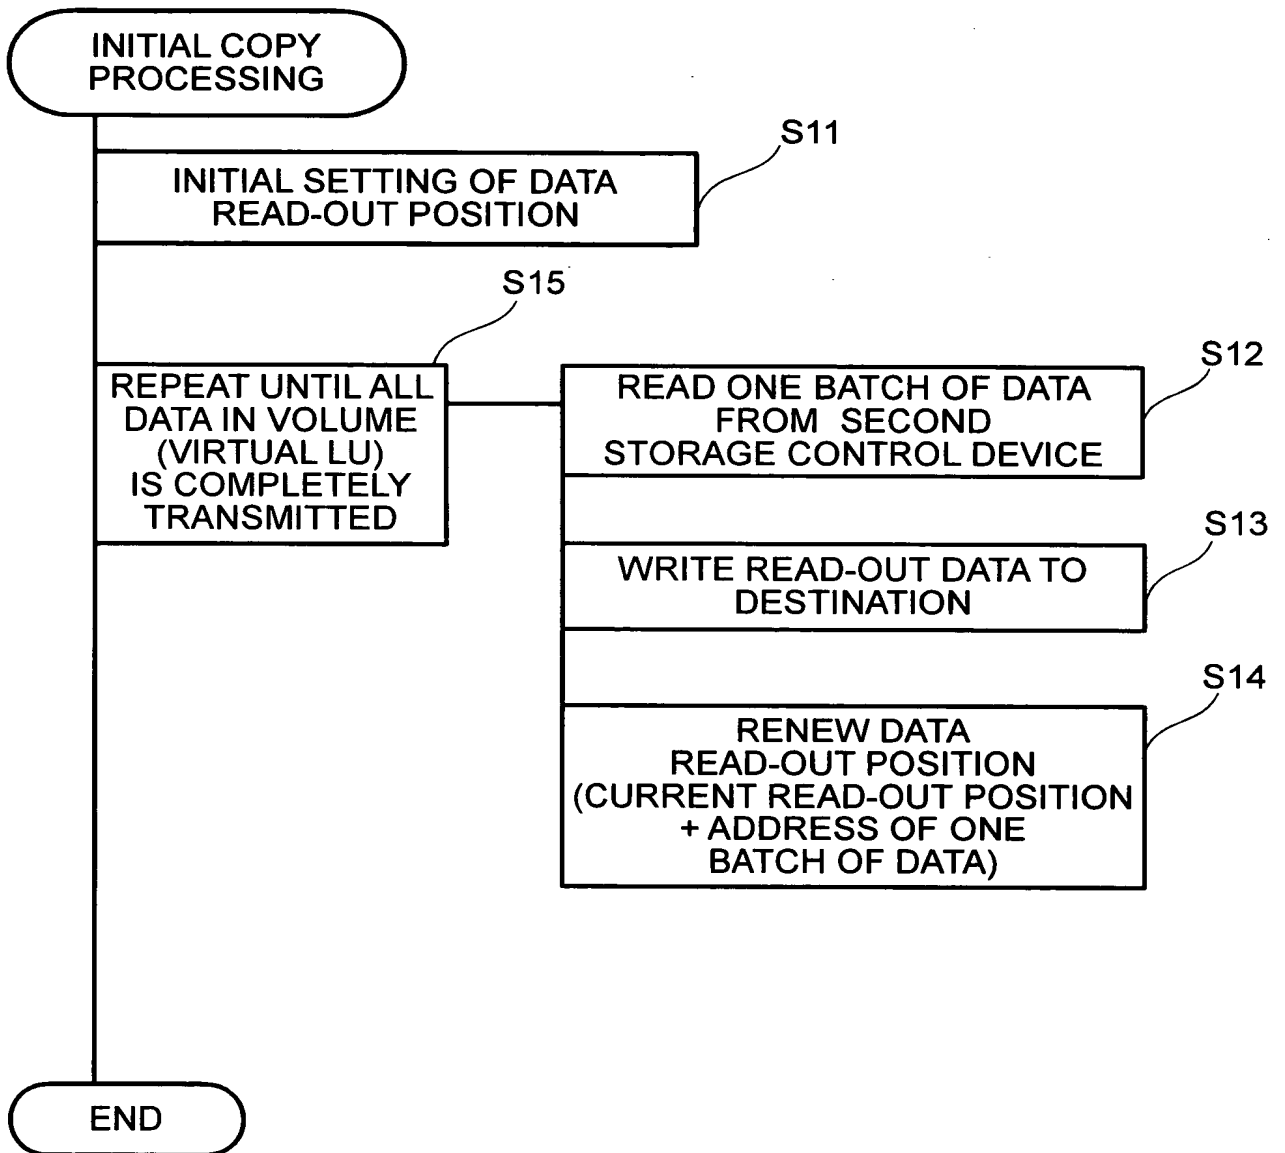 INITIAL COPY
PROCESSING
S11
INITIAL SETTING OF DATA
READ-OUT POSITION
S15
REPEAT UNTIL ALL
DATA IN VOLUME
(VIRTUAL LU)
IS COMPLETELY
TRANSMITTED
S12
READ ONE BATCH OF DATA
FROM SECOND
STORAGE CONTROL DEVICE
S13
WRITE READ-OUT DATA TO
DESTINATION
S14
RENEW DATA
READ-OUT POSITION
(CURRENT READ-OUT POSITION
+ ADDRESS OF ONE
BATCH OF DATA)
END